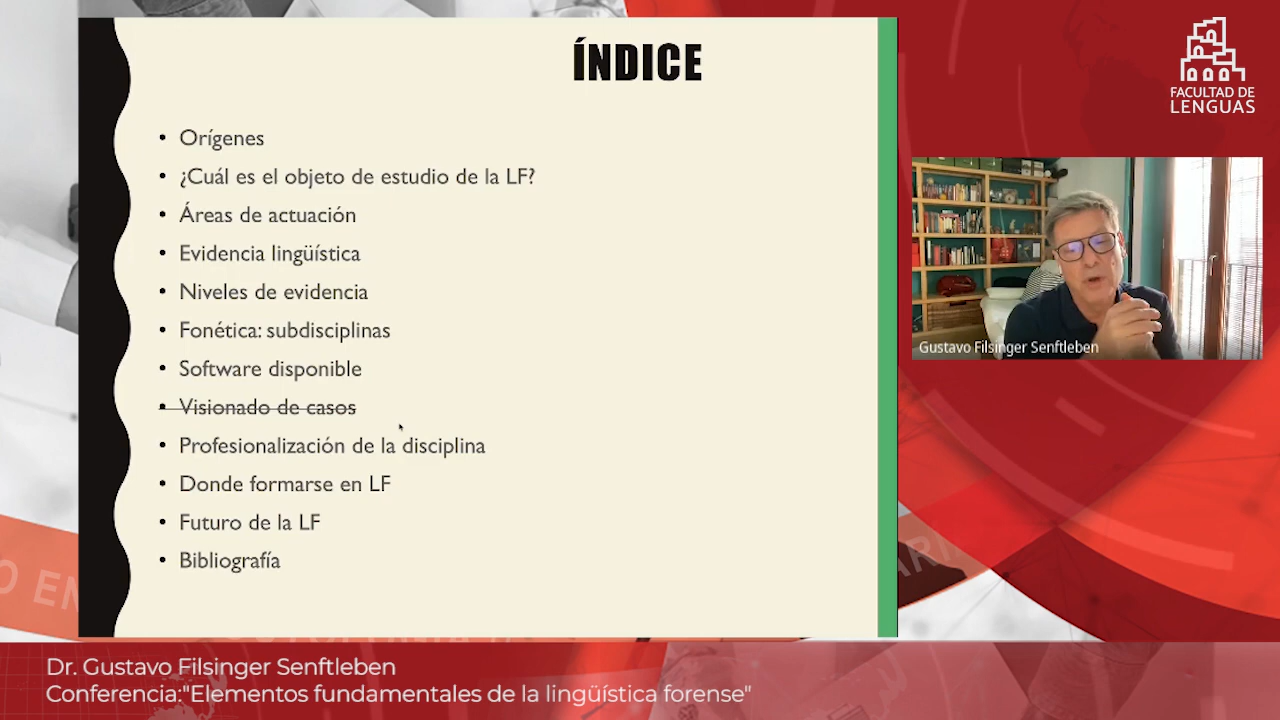 ÍNDICE
• Orígenes
• ¿Cuál es el objeto de estudio de la LF?
• Áreas de actuación
• Evidencia lingüística
• Niveles de evidencia
• Fonética: subdisciplinas
• Software disponible
• Visionado de casos
• Profesionalización de la disciplina
• Donde formarse en LF
• Futuro de la LF
• Bibliografía
FACULTAD DE
LENGUAS
Gustavo Filsinger Senftleben
Dr. Gustavo Filsinger Senftleben
Conferencia:"Elementos fundamentales de la lingüística forense"